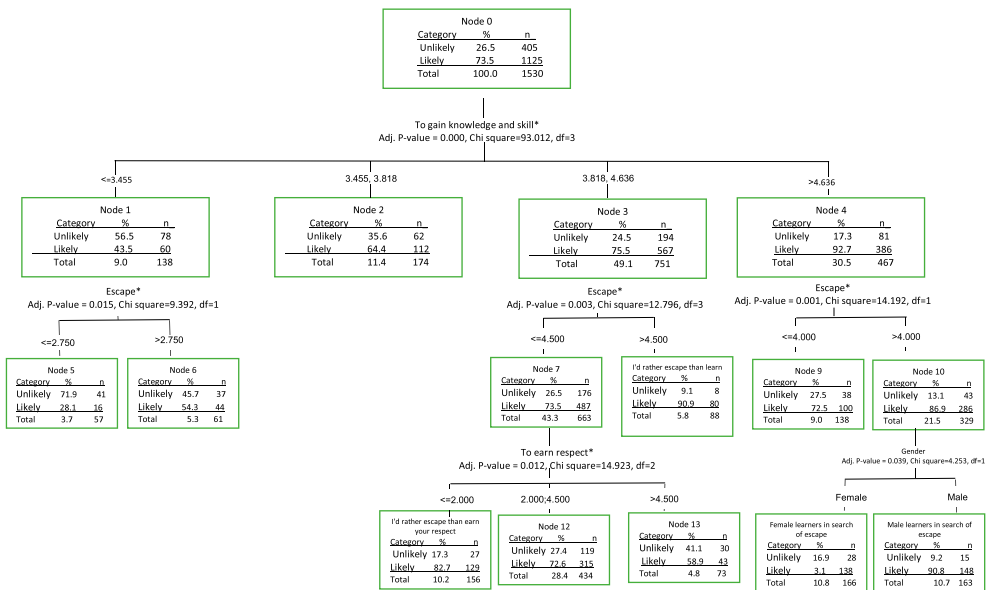 Node 0
Category % n
Unlikely 26.5 405
Likely 73.5 1125
Total 100.0 1530
To gain knowledge and skill*
Adj. P-value = 0.000, Chi square=93.012, df=3
<=3.455
3.455, 3.818
3.818, 4.636
>4.636
Node 1
Category % n
Unlikely 56.5 78
Likely 43.5 60
Total 9.0 138
Node 2
Category % n
Unlikely 35.6 62
Likely 64.4 112
Total 11.4 174
Node 3
Category % n
Unlikely 24.5 194
Likely 75.5 567
Total 49.1 751
Node 4
Category % n
Unlikely 17.3 81
Likely 92.7 386
Total 30.5 467
Escape*
Adj. P-value = 0.015, Chi square=9.392, df=1
Escape*
Adj. P-value = 0.003, Chi square=12.796, df=3
Escape*
Adj. P-value = 0.001, Chi square=14.192, df=1
<=2.750
>2.750
<=4.500
>4.500
<=4.000
>4.000
Node 5
Category % n
Unlikely 71.9 41
Likely 28.1 16
Total 3.7 57
Node 6
Category % n
Unlikely 45.7 37
Likely 54.3 44
Total 5.3 61
Node 7
Category % n
Unlikely 26.5 176
Likely 73.5 487
Total 43.3 663
I'd rather escape than learn
Category % n
Unlikely 9.1 8
Likely 90.9 80
Total 5.8 88
Node 9
Category % n
Unlikely 27.5 38
Likely 72.5 100
Total 9.0 138
Node 10
Category % n
Unlikely 13.1 43
Likely 86.9 286
Total 21.5 329
To earn respect*
Adj. P-value = 0.012, Chi square=14.923, df=2
Gender
Adj. P-value = 0.039, Chi square=4.253, df=1
<=2.000
2.000;4.500
>4.500
Female
Male
I'd rather escape than earn
your respect
Category % n
Unlikely 17.3 27
Likely 82.7 129
Total 10.2 156
Node 12
Category % n
Unlikely 27.4 119
Likely 72.6 315
Total 28.4 434
Node 13
Category % n
Unlikely 41.1 30
Likely 58.9 43
Total 4.8 73
Female learners in search
of escape
Category % n
Unlikely 16.9 28
Likely 3.1 138
Total 10.8 166
Male learners in search of
escape
Category % n
Unlikely 9.2 15
Likely 90.8 148
Total 10.7 163